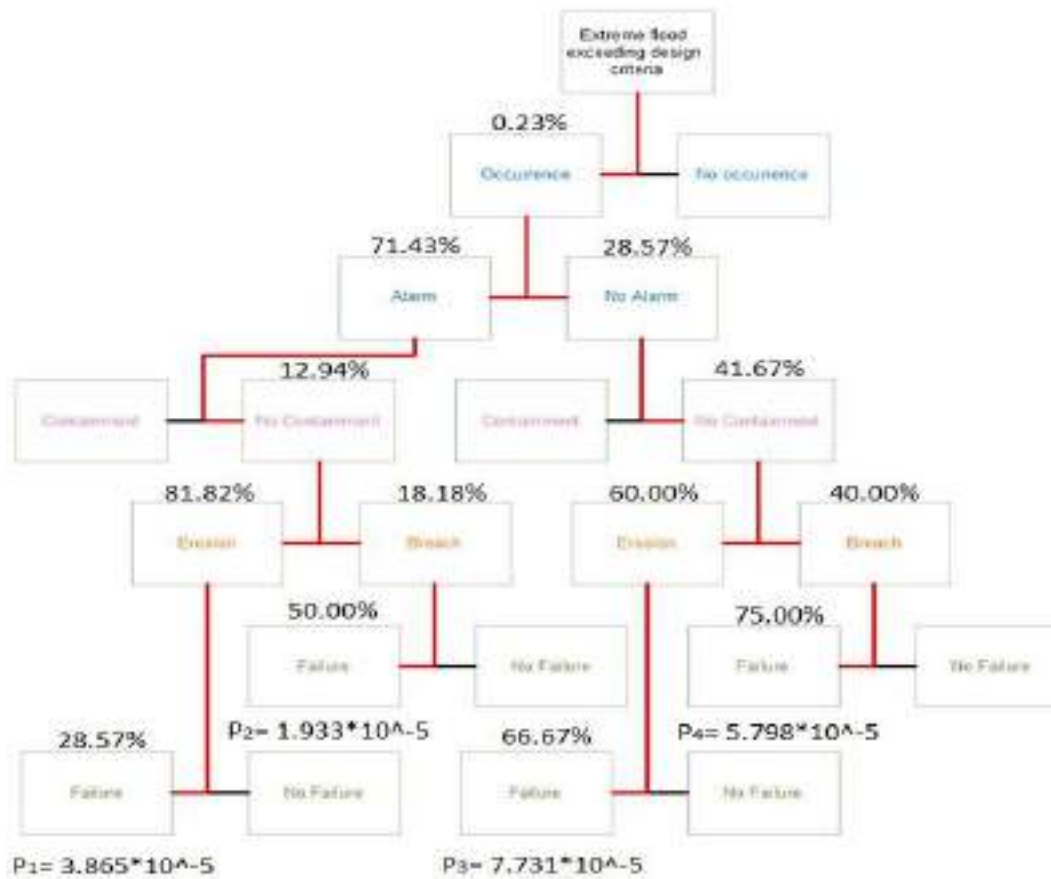 Extreme flood
exceeding design
criteria
0.23%
Occurrence
No occurrence
71.43%
28.57%
Alarm
No Alarm
12.94%
41.67%
Containment
No Containment
Containment
No Containment
81.82%
18.18%
60.00%
40.00%
Erosion
Breach
Erosion
Breach
50.00%
75.00%
Failure
No Failure
Failure
No Failure
P2= 1.933*10^-5
P4= 5.798*10^-5
28.57%
66.67%
Failure
No Failure
Failure
No Failure
P1= 3.865*10^-5
P3= 7.731*10^-5